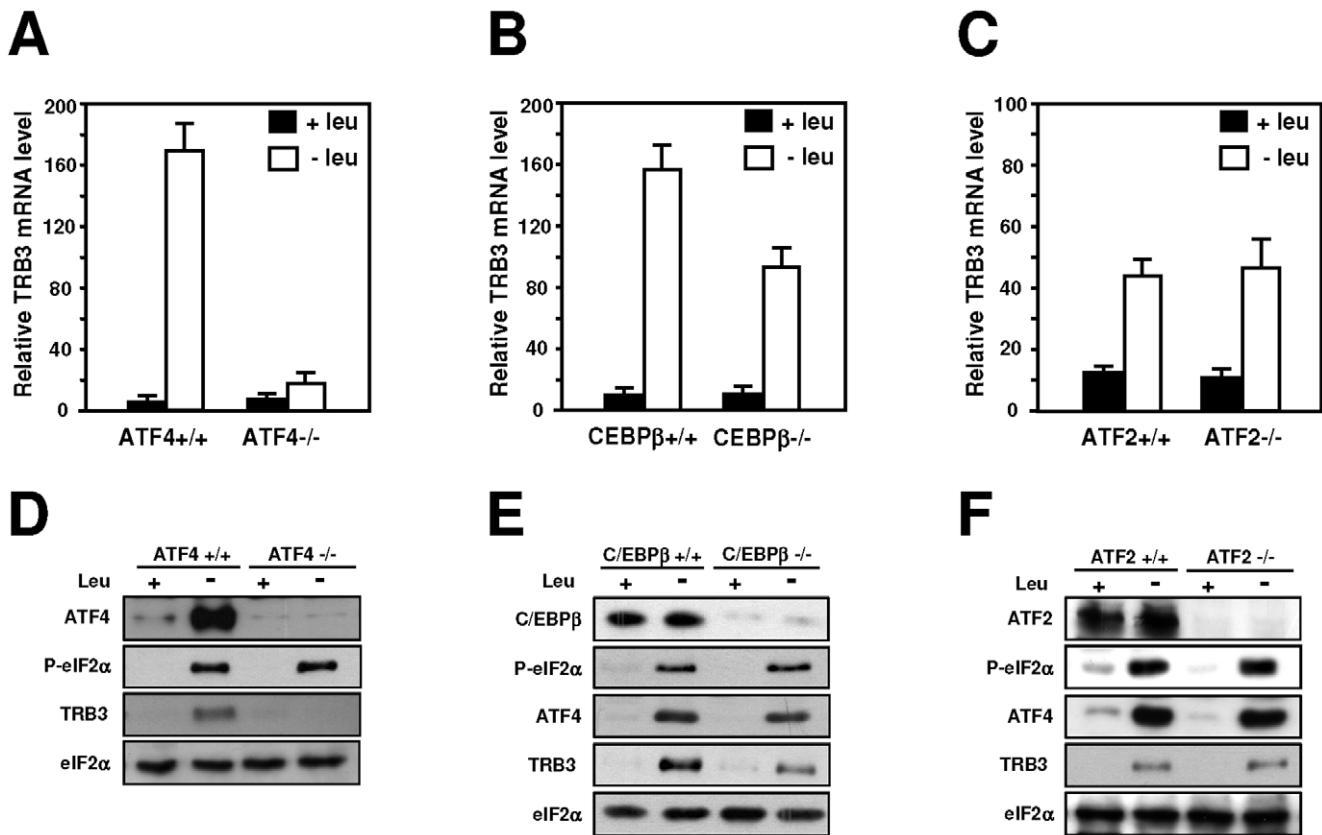 A
Relative TRB3 mRNA level
200
160
120
80
40
0
+ leu
- leu
ATF4+/+ ATF4-/-
B
Relative TRB3 mRNA level
200
160
120
80
40
0
+ leu
- leu
CEBPβ+/+ CEBPβ-/-
C
Relative TRB3 mRNA level
100
80
60
40
20
0
+ leu
- leu
ATF2+/+ ATF2-/-
D
ATF4 +/+ ATF4 -/-
Leu + - + -
ATF4
P-eIF2α
TRB3
eIF2α
E
C/EBPβ +/+ C/EBPβ -/-
Leu + - + -
C/EBPβ
P-eIF2α
ATF4
TRB3
eIF2α
F
ATF2 +/+ ATF2 -/-
Leu + - + -
ATF2
P-eIF2α
ATF4
TRB3
eIF2α